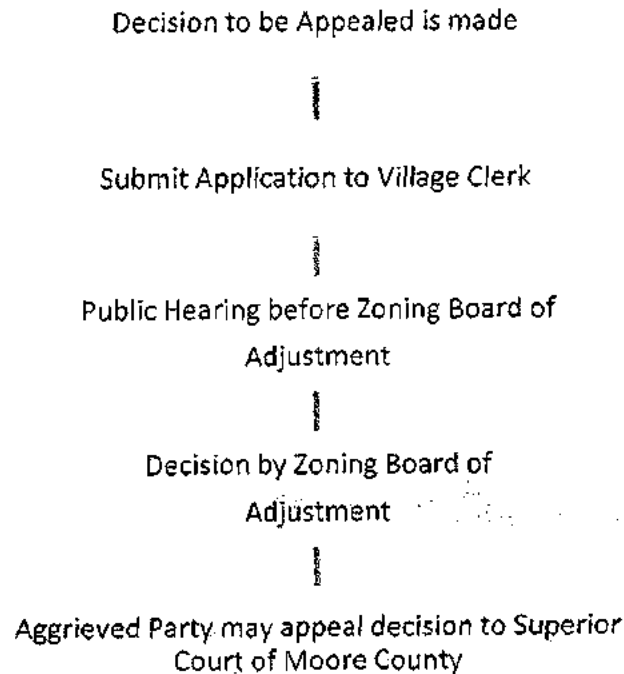 Decision to be Appealed is made
Submit Application to Village Clerk
Public Hearing before Zoning Board of
Adjustment
Decision by Zoning Board of
Adjustment
Aggrieved Party may appeal decision to Superior
Court of Moore County